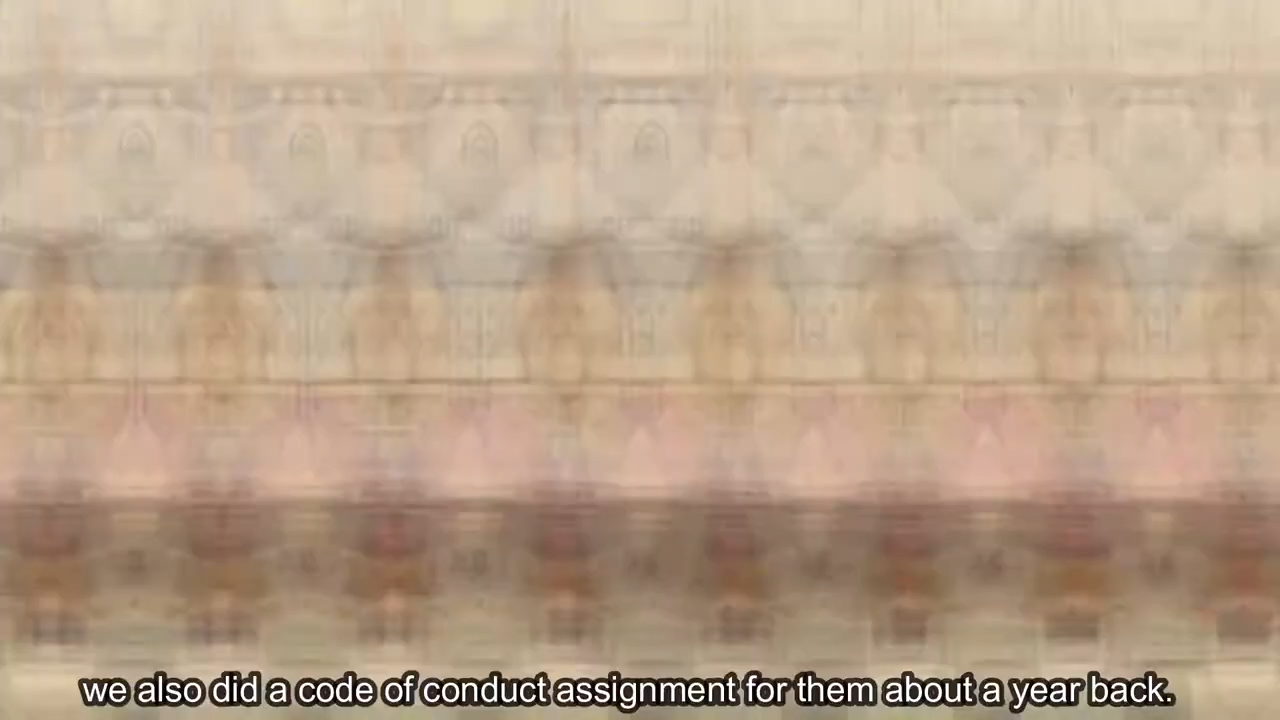 we also did a code of conduct assignment for them about a year back.